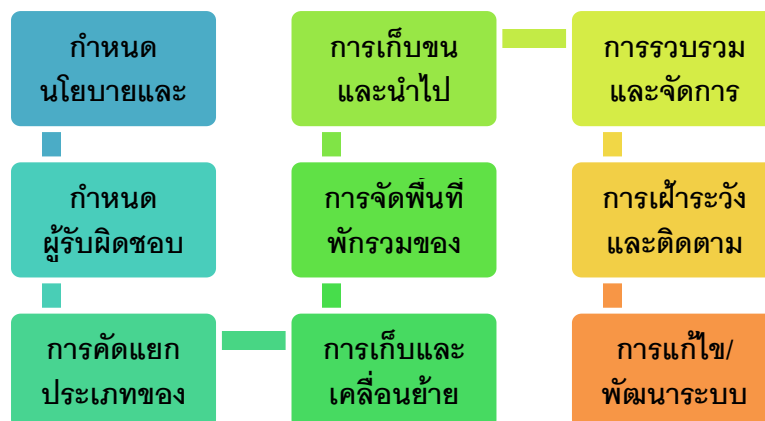 กำหนด
นโยบายและ
กำหนด
ผู้รับผิดชอบ
การคัดแยก
ประเภทของ
การเก็บและ
เคลื่อนย้าย
การจัดพื้นที่
พักรวมของ
การเก็บขน
และนำไป
การรวบรวม
และจัดการ
การเฝ้าระวัง
และติดตาม
การแก้ไข/
พัฒนาระบบ